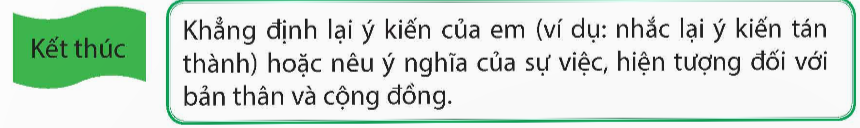 Kết thúc
Khẳng định lại ý kiến của em (ví dụ: nhắc lại ý kiến tán
thành) hoặc nêu ý nghĩa của sự việc, hiện tượng đối với
bản thân và cộng đồng.